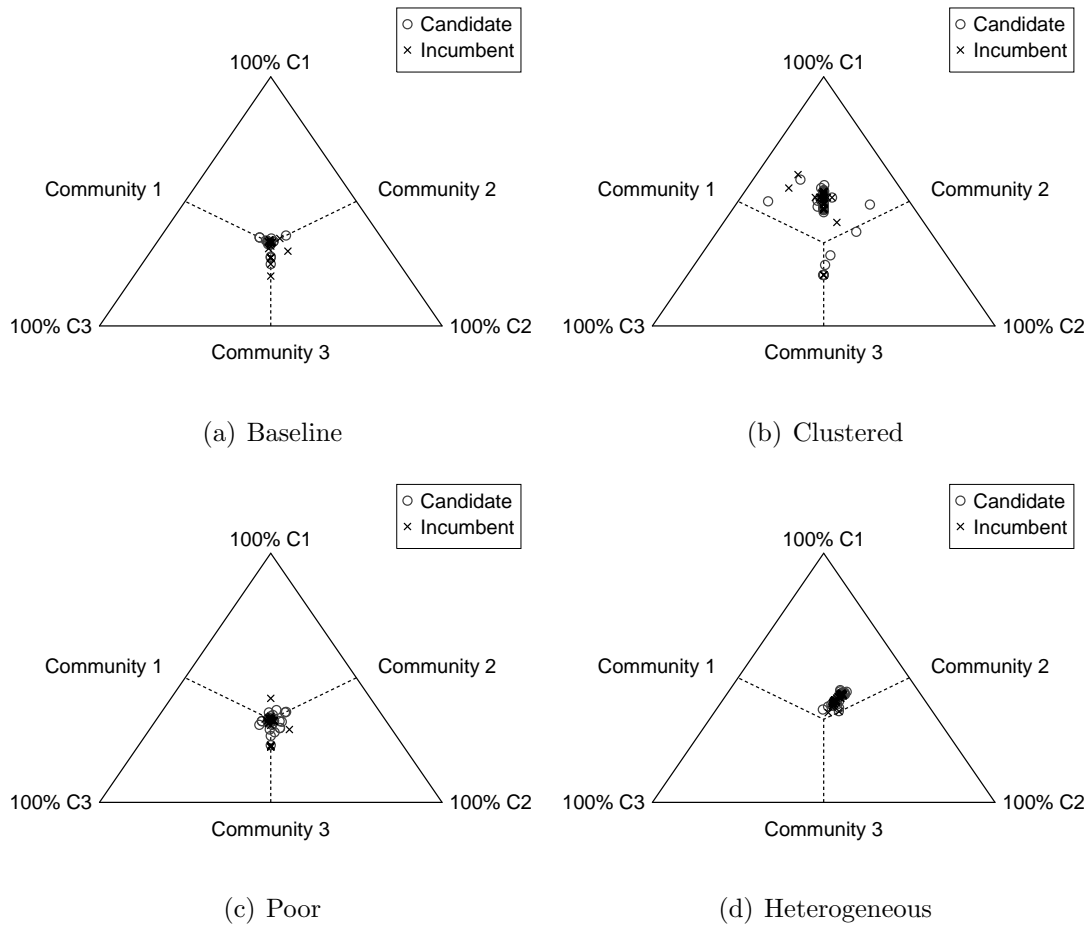 Candidate
Incumbent
100% C1
Community 1
Community 2
100% C3
100% C2
Community 3
(a) Baseline
Candidate
Incumbent
100% C1
Community 1
Community 2
100% C3
100% C2
Community 3
(b) Clustered
Candidate
Incumbent
100% C1
Community 1
Community 2
100% C3
100% C2
Community 3
(c) Poor
Candidate
Incumbent
100% C1
Community 1
Community 2
100% C3
100% C2
Community 3
(d) Heterogeneous